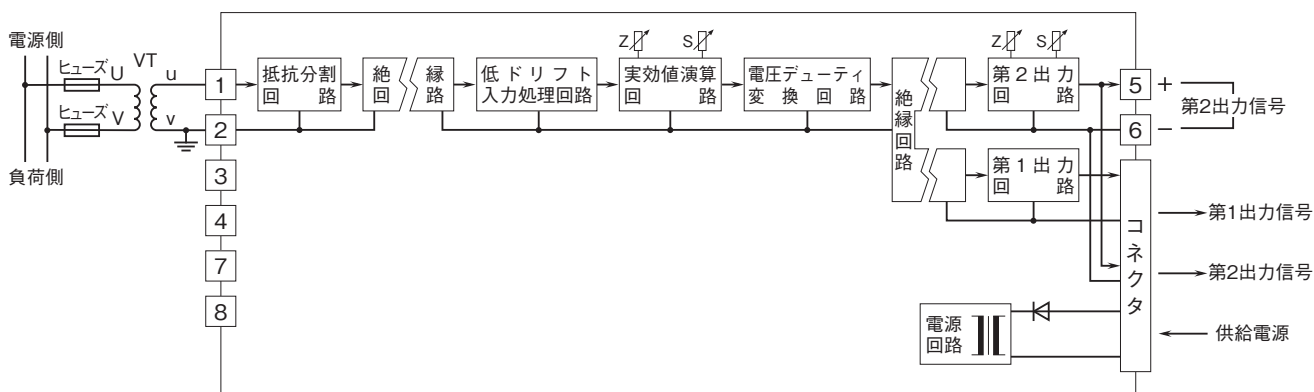 電源側
ヒューズ U
VT
u
ヒューズ V
v
負荷側
1
2
3
4
7
8
抵抗分割
回路
絶縁
回路
低ドリフト
入力処理回路
Z
S
実効値演算
回路
電圧デューティ
変換回路
絶縁回路
Z
S
第2出力
回路
第1出力
回路
電源
回路
5
+
6
−
第2出力信号
コネクタ
第1出力信号
第2出力信号
供給電源